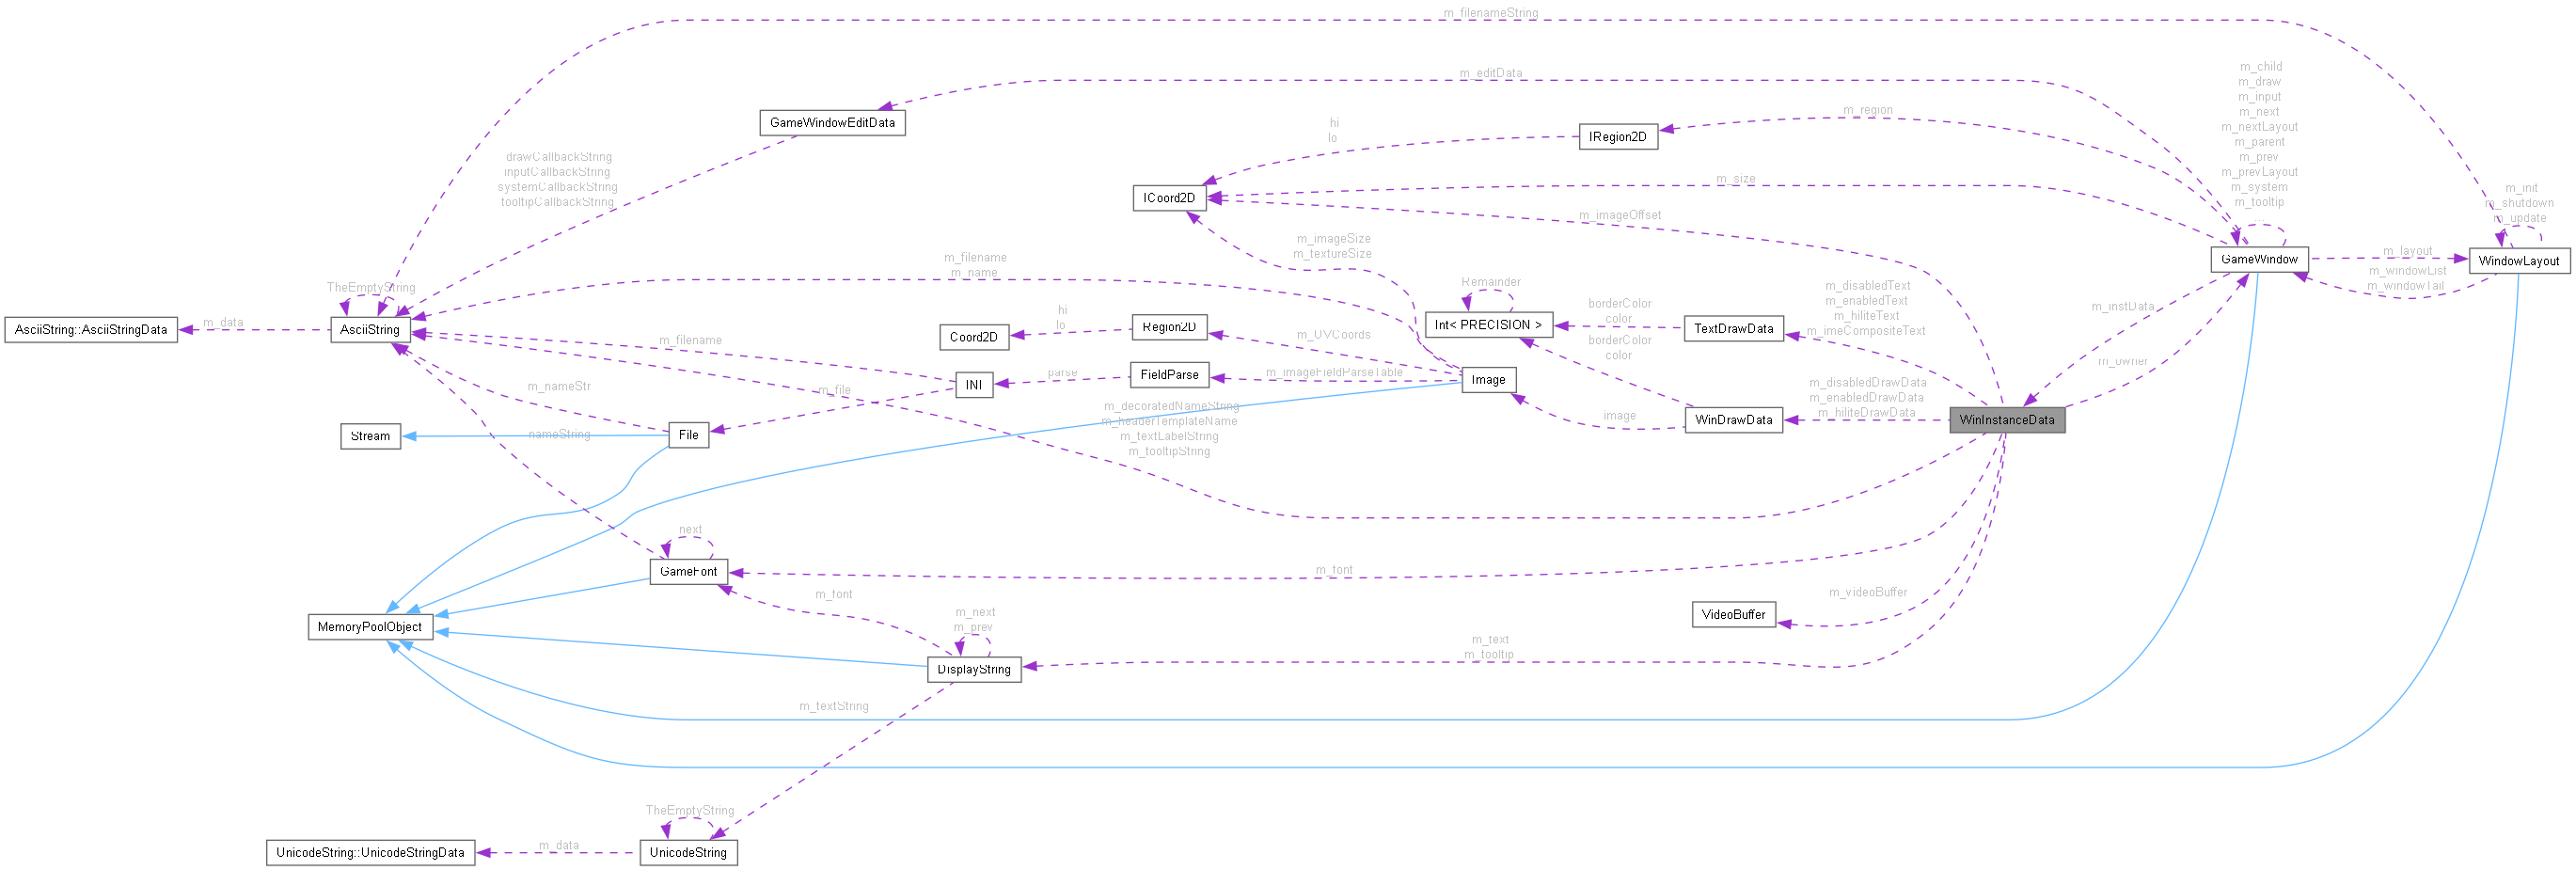 m_filenameString
m_editData
m_child
m_draw
m_input
m_next
m_nextLayout
m_parent
m_prev
m_prevLayout
m_system
m_tooltip
...
GameWindowEditData
m_region
hi
lo
IRegion2D
drawCallbackString
inputCallbackString
systemCallbackString
tooltipCallbackString
m_size
ICoord2D
m_imageOffset
m_init
m_shutdown
m_update
m_imageSize
m_textureSize
m_filename
m_name
GameWindow
m_layout
WindowLayout
m_windowList
m_windowTail
TheEmptyString
Remainder
m_disabledText
m_enabledText
m_hiliteText
m_imeCompositeText
m_instData
borderColor
color
hi
lo
AsciiString::AsciiStringData
m_data
AsciiString
Coord2D
Region2D
m_UVCoords
Int< PRECISION >
TextDrawData
m_filename
borderColor
color
m_owner
parse
FieldParse
m_imageFieldParseTable
Image
INI
m_nameStr
m_file
m_disabledDrawData
m_enabledDrawData
m_hiliteDrawData
m_decoratedNameString
m_headerTemplateName
m_textLabelString
m_tooltipString
image
WinDrawData
WinInstanceData
Stream
nameString
File
next
GameFont
m_font
m_font
m_videoBuffer
VideoBuffer
MemoryPoolObject
m_next
m_prev
m_text
m_tooltip
DisplayString
m_textString
TheEmptyString
UnicodeString::UnicodeStringData
m_data
UnicodeString